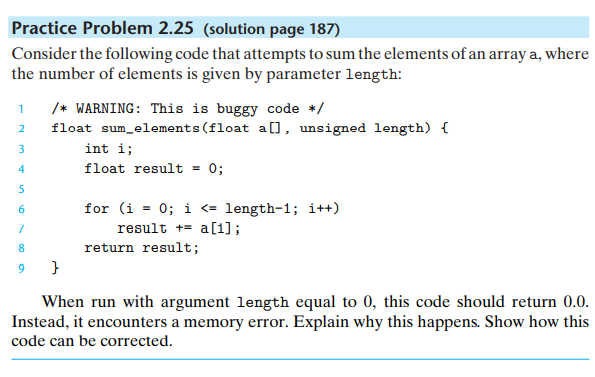 Practice Problem 2.25 (solution page 187)
Consider the following code that attempts to sum the elements of an array a, where
the number of elements is given by parameter length:
1 /* WARNING: This is buggy code */
2 float sum_elements(float a[], unsigned length) {
3 int i;
4 float result = 0;
5
6 for (i = 0; i <= length-1; i++)
7 result += a[i];
8 return result;
9 }
When run with argument length equal to 0, this code should return 0.0.
Instead, it encounters a memory error. Explain why this happens. Show how this
code can be corrected.